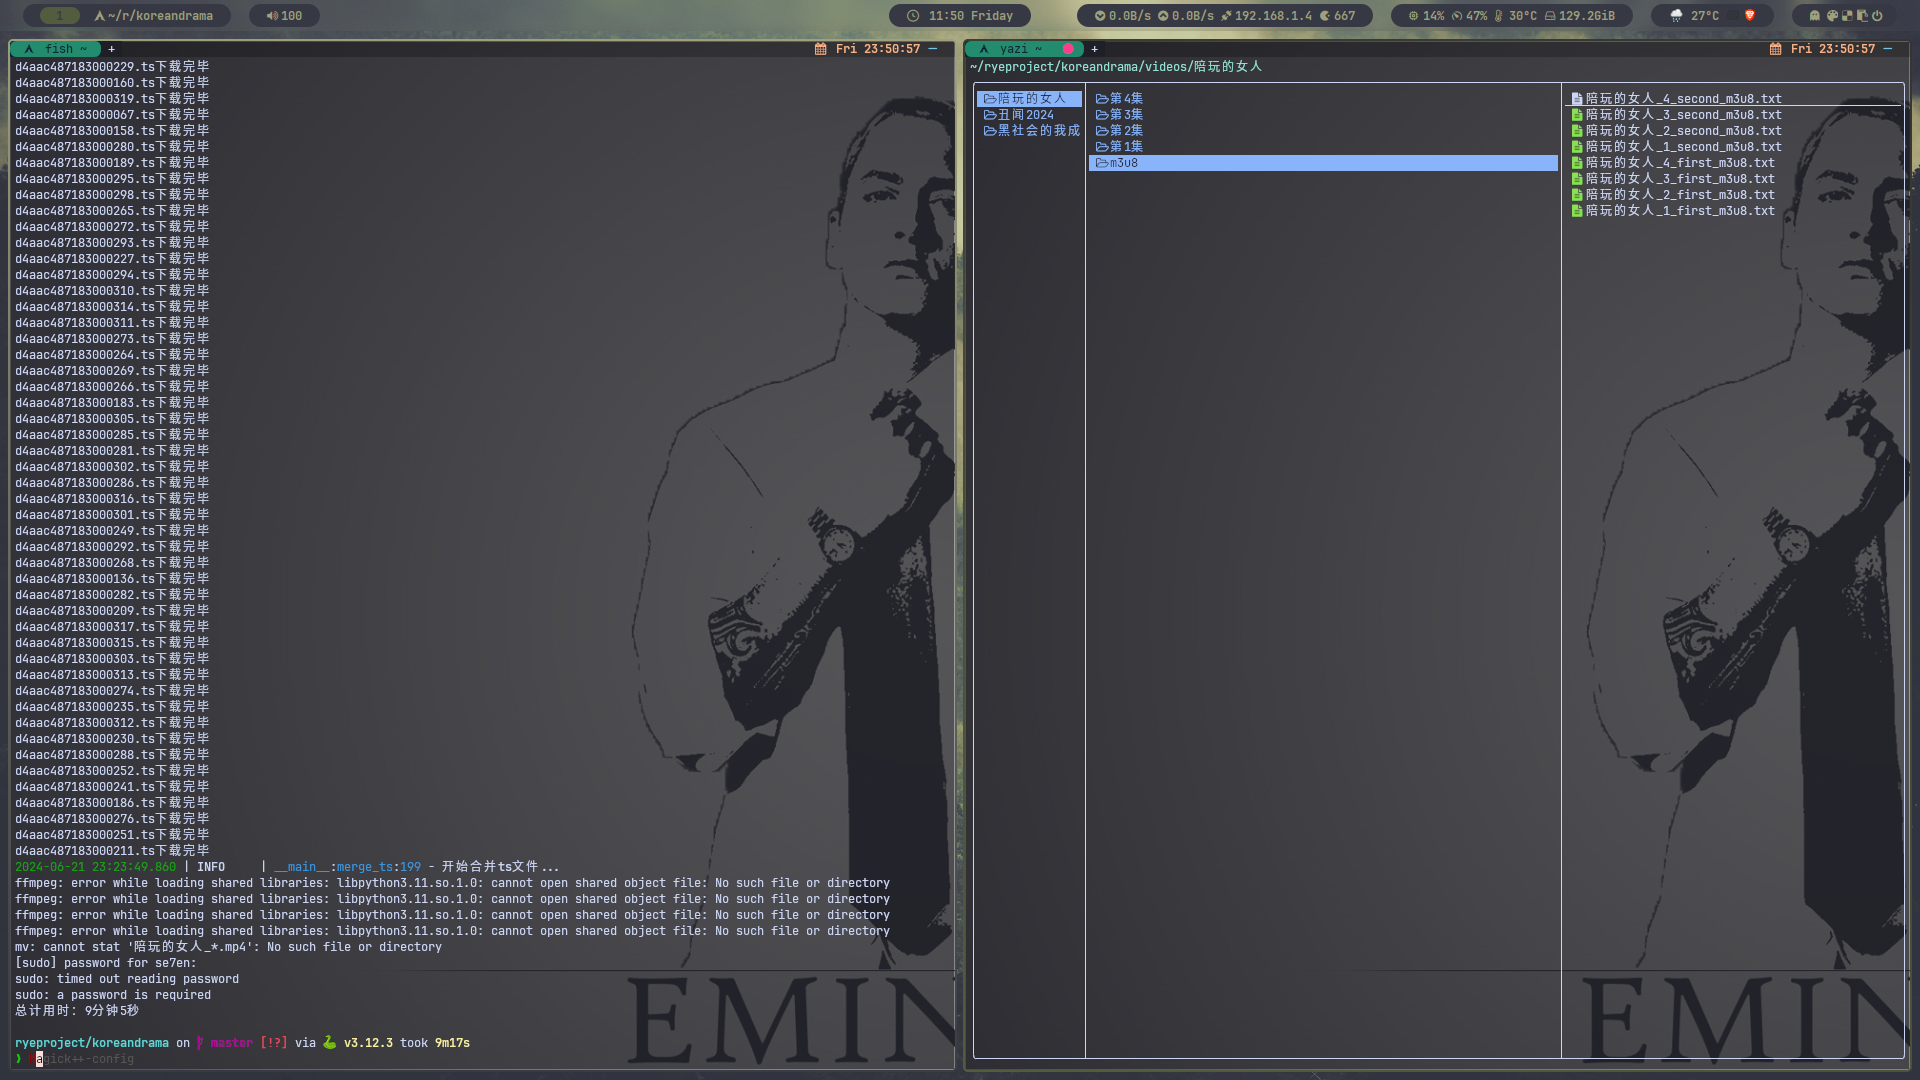 1
~/r/koreandrama
100
11:50 Friday
0.0B/s 0.0B/s 192.168.1.4 667
14% 47% 30°C 129.2GiB
27°C
fish ~ +
Fri 23:50:57 —
d4aac487183000229.ts下载完毕
d4aac487183000160.ts下载完毕
d4aac487183000319.ts下载完毕
d4aac487183000067.ts下载完毕
d4aac487183000158.ts下载完毕
d4aac487183000280.ts下载完毕
d4aac487183000189.ts下载完毕
d4aac487183000295.ts下载完毕
d4aac487183000298.ts下载完毕
d4aac487183000265.ts下载完毕
d4aac487183000272.ts下载完毕
d4aac487183000293.ts下载完毕
d4aac487183000227.ts下载完毕
d4aac487183000294.ts下载完毕
d4aac487183000310.ts下载完毕
d4aac487183000314.ts下载完毕
d4aac487183000311.ts下载完毕
d4aac487183000273.ts下载完毕
d4aac487183000264.ts下载完毕
d4aac487183000269.ts下载完毕
d4aac487183000266.ts下载完毕
d4aac487183000183.ts下载完毕
d4aac487183000305.ts下载完毕
d4aac487183000285.ts下载完毕
d4aac487183000281.ts下载完毕
d4aac487183000302.ts下载完毕
d4aac487183000286.ts下载完毕
d4aac487183000316.ts下载完毕
d4aac487183000301.ts下载完毕
d4aac487183000249.ts下载完毕
d4aac487183000292.ts下载完毕
d4aac487183000268.ts下载完毕
d4aac487183000136.ts下载完毕
d4aac487183000282.ts下载完毕
d4aac487183000209.ts下载完毕
d4aac487183000317.ts下载完毕
d4aac487183000315.ts下载完毕
d4aac487183000303.ts下载完毕
d4aac487183000313.ts下载完毕
d4aac487183000274.ts下载完毕
d4aac487183000235.ts下载完毕
d4aac487183000312.ts下载完毕
d4aac487183000230.ts下载完毕
d4aac487183000288.ts下载完毕
d4aac487183000252.ts下载完毕
d4aac487183000241.ts下载完毕
d4aac487183000186.ts下载完毕
d4aac487183000276.ts下载完毕
d4aac487183000251.ts下载完毕
d4aac487183000211.ts下载完毕
2024-06-21 23:23:49.860 | INFO     | __main__:merge_ts:199 - 开始合并ts文件...
ffmpeg: error while loading shared libraries: libpython3.11.so.1.0: cannot open shared object file: No such file or directory
ffmpeg: error while loading shared libraries: libpython3.11.so.1.0: cannot open shared object file: No such file or directory
ffmpeg: error while loading shared libraries: libpython3.11.so.1.0: cannot open shared object file: No such file or directory
ffmpeg: error while loading shared libraries: libpython3.11.so.1.0: cannot open shared object file: No such file or directory
mv: cannot stat '陪玩的女人_*.mp4': No such file or directory
[sudo] password for se7en:
sudo: timed out reading password
sudo: a password is required
总计用时: 9分钟5秒
ryeproject/koreandrama on master [!?] via v3.12.3 took 9m17s
❯ agick++-config
EMIN
yazi ~ +
Fri 23:50:57 —
~/ryeproject/koreandrama/videos/陪玩的女人
陪玩的女人
丑闻2024
黑社会的我成
第4集
第3集
第2集
第1集
m3u8
陪玩的女人_4_second_m3u8.txt
陪玩的女人_3_second_m3u8.txt
陪玩的女人_2_second_m3u8.txt
陪玩的女人_1_second_m3u8.txt
陪玩的女人_4_first_m3u8.txt
陪玩的女人_3_first_m3u8.txt
陪玩的女人_2_first_m3u8.txt
陪玩的女人_1_first_m3u8.txt
EMIN